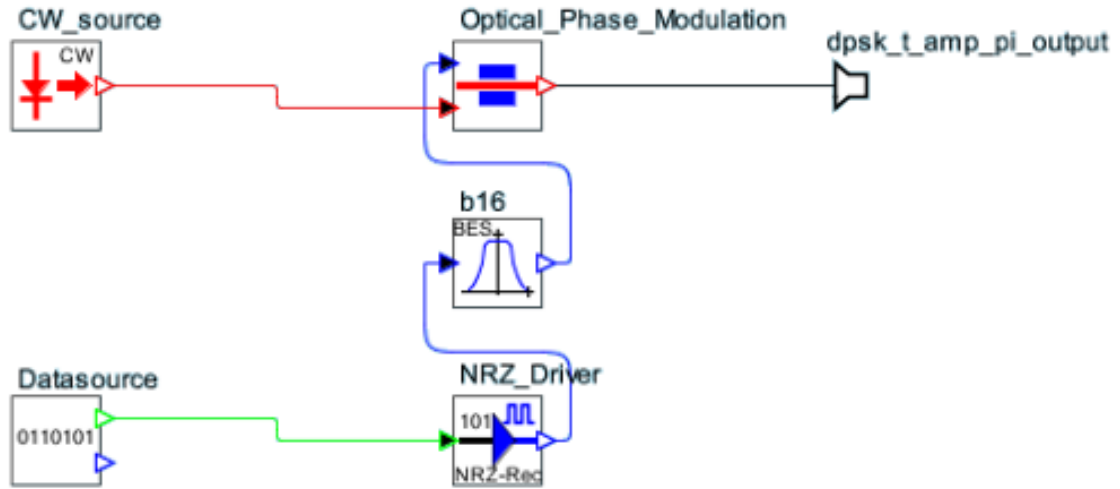 CW_source
CW
Optical_Phase_Modulation
dpsk_t_amp_pi_output
b16
BES
Datasource
0110101
NRZ_Driver
101
NRZ-Rec